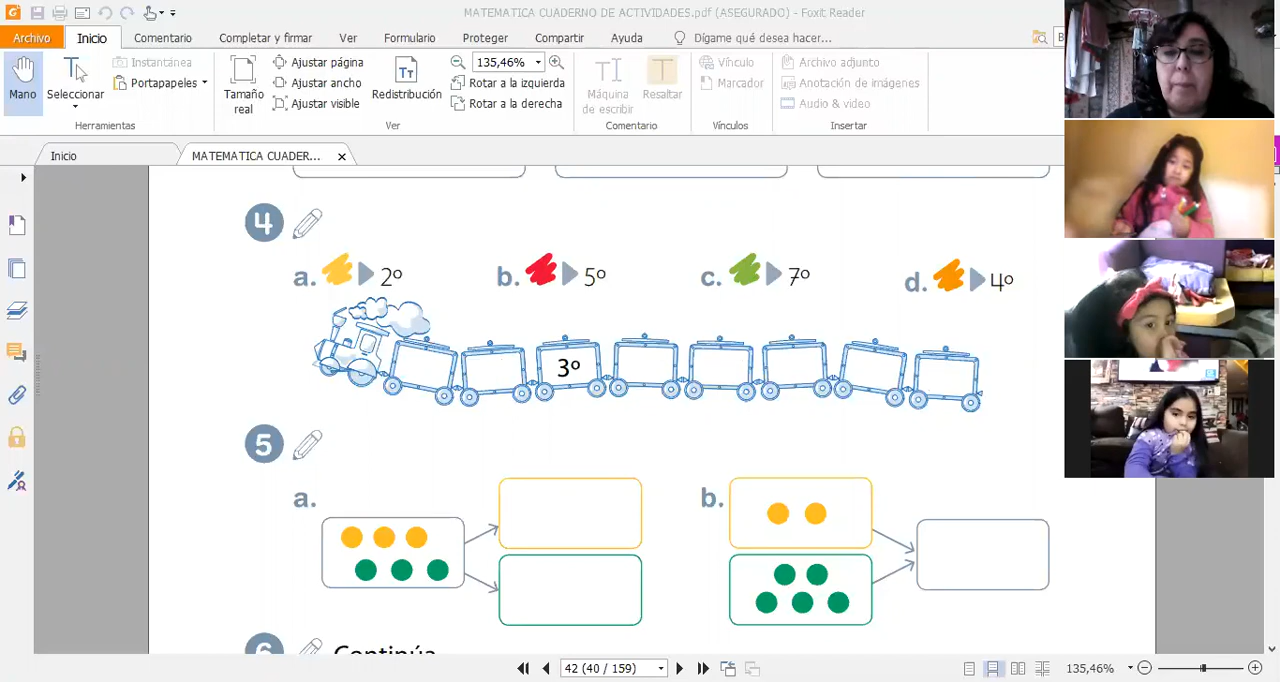 MATEMATICA CUADERNO DE ACTIVIDADES.pdf (ASEGURADO) - Foxit Reader
Archivo Inicio Comentario Completar y firmar Ver Formulario Proteger Compartir Ayuda Dígame qué desea hacer...
Mano
Seleccionar
Instantánea
Portapapeles
Herramientas
Tamaño real
Ajustar página
Ajustar ancho
Ajustar visible
Redistribución
135,46%
Rotar a la izquierda
Rotar a la derecha
Ver
Máquina de escribir
Resaltar
Comentario
Vínculo
Marcador
Vínculos
Archivo adjunto
Anotación de imágenes
Audio & video
Insertar
Inicio
MATEMATICA CUADER...
4
a. 2º b. 5º c. 7º d. 4º
3º
5
a. b.
6 Continúa
42 (40 / 159)
135,46%